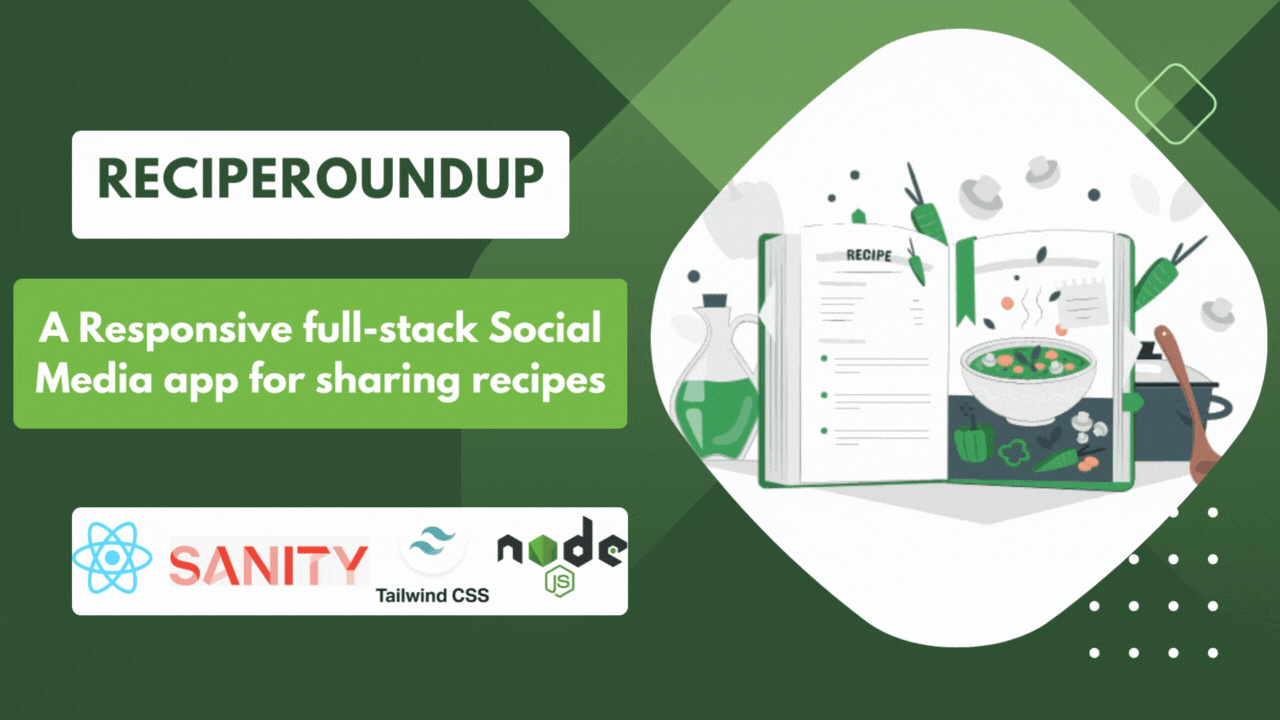 RECIPEROUNDUP
A Responsive full-stack Social
Media app for sharing recipes
SANITY
Tailwind CSS
node
JS
RECIPE